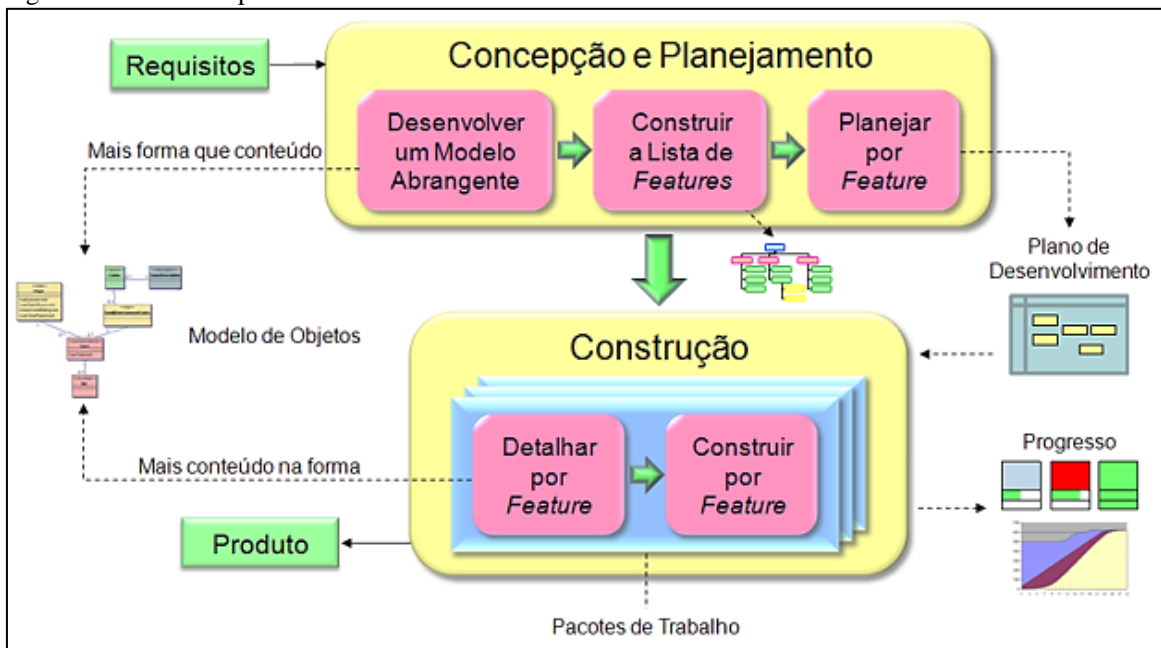 Requisitos
Concepção e Planejamento
Desenvolver
um Modelo
Abrangente
Construir
a Lista de
Features
Planejar
por
Feature
Mais forma que conteúdo
Plano de
Desenvolvimento
Modelo de Objetos
Construção
Detalhar
por
Feature
Construir
por
Feature
Progresso
Mais conteúdo na forma
Produto
Pacotes de Trabalho